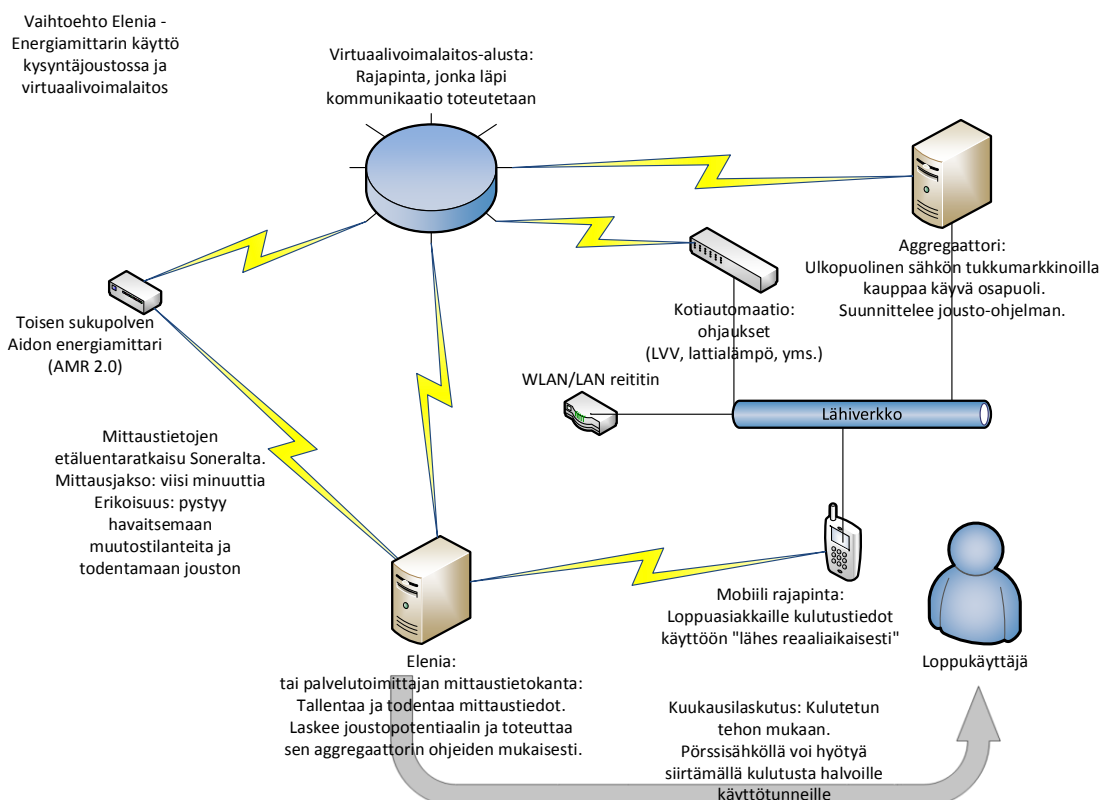 Vaihtoehto Elenia -
Energiamittarin käyttö
kysyntäjoustossa ja
virtuaalivoimalaitos
Virtuaalivoimalaitos-alusta:
Rajapinta, jonka läpi
kommunikaatio toteutetaan
Aggregaattori:
Ulkopuolinen sähkön tukkumarkkinoilla
kauppaa käyvä osapuoli.
Suunnittelee jousto-ohjelman.
Kotiautomaatio:
ohjaukset
(LVV, lattialämpö, yms.)
Toisen sukupolven
Aidon energiamittari
(AMR 2.0)
WLAN/LAN reititin
Lähiverkko
Mittaustietojen
etäluentaratkaisu Soneralta.
Mittausjakso: viisi minuuttia
Erikoisuus: pystyy
havaitsemaan
muutostilanteita ja
todentamaan jouston
Mobiili rajapinta:
Loppuasiakkaille kulutustiedot
käyttöön "lähes reaaliaikaisesti"
Loppukäyttäjä
Elenia:
tai palvelutoimittajan mittaustietokanta:
Tallentaa ja todentaa mittaustiedot.
Laskee joustopotentiaalin ja toteuttaa
sen aggregaattorin ohjeiden mukaisesti.
Kuukausilaskutus: Kulutetun
tehon mukaan.
Pörssisähköllä voi hyötyä
siirtämällä kulutusta halvoille
käyttötunneille